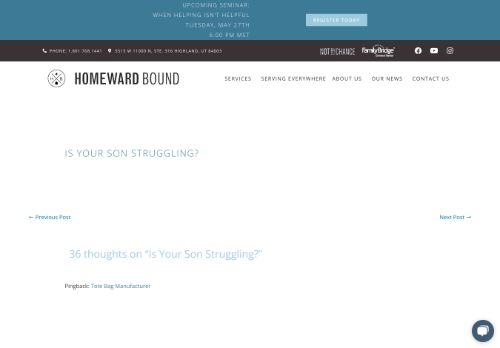 UPCOMING SEMINAR:
WHEN HELPING ISN'T HELPFUL
TUESDAY, MAY 27TH
6:00 PM MST
REGISTER TODAY
PHONE: 1.801.768.1441 5513 W 11000 N, STE. 316 HIGHLAND, UT 84003
NOT BY CHANCE FamilyBridge
HOMEWARD BOUND
SERVICES SERVING EVERYWHERE ABOUT US OUR NEWS CONTACT US
IS YOUR SON STRUGGLING?
← Previous Post Next Post →
36 thoughts on “Is Your Son Struggling?”
Pingback: Tote Bag Manufacturer